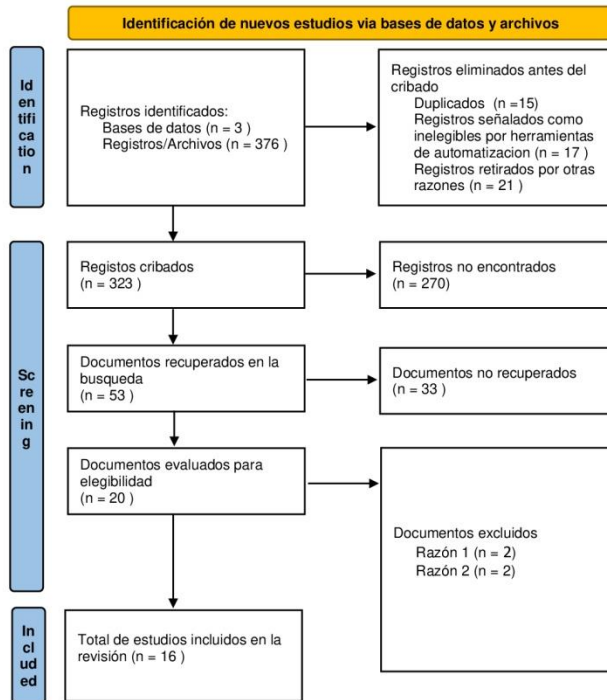 Identificación de nuevos estudios via bases de datos y archivos
Id
en
tifi
ca
tio
n
Registros identificados:
Bases de datos (n = 3 )
Registros/Archivos (n = 376 )
Registros eliminados antes del
cribado
Duplicados  (n =15)
Registros señalados como
inelegibles por herramientas
de automatizacion (n = 17 )
Registros retirados por otras
razones (n = 21 )
Sc
re
en
in
g
Registos cribados
(n = 323 )
Registros no encontrados
(n = 270)
Documentos recuperados en la
busqueda
(n = 53 )
Documentos no recuperados
(n = 33 )
Documentos evaluados para
elegibilidad
(n = 20 )
Documentos excluidos
Razón 1 (n = 2)
Razón 2 (n = 2)
In
cl
ud
ed
Total de estudios incluidos en la
revisión (n = 16 )